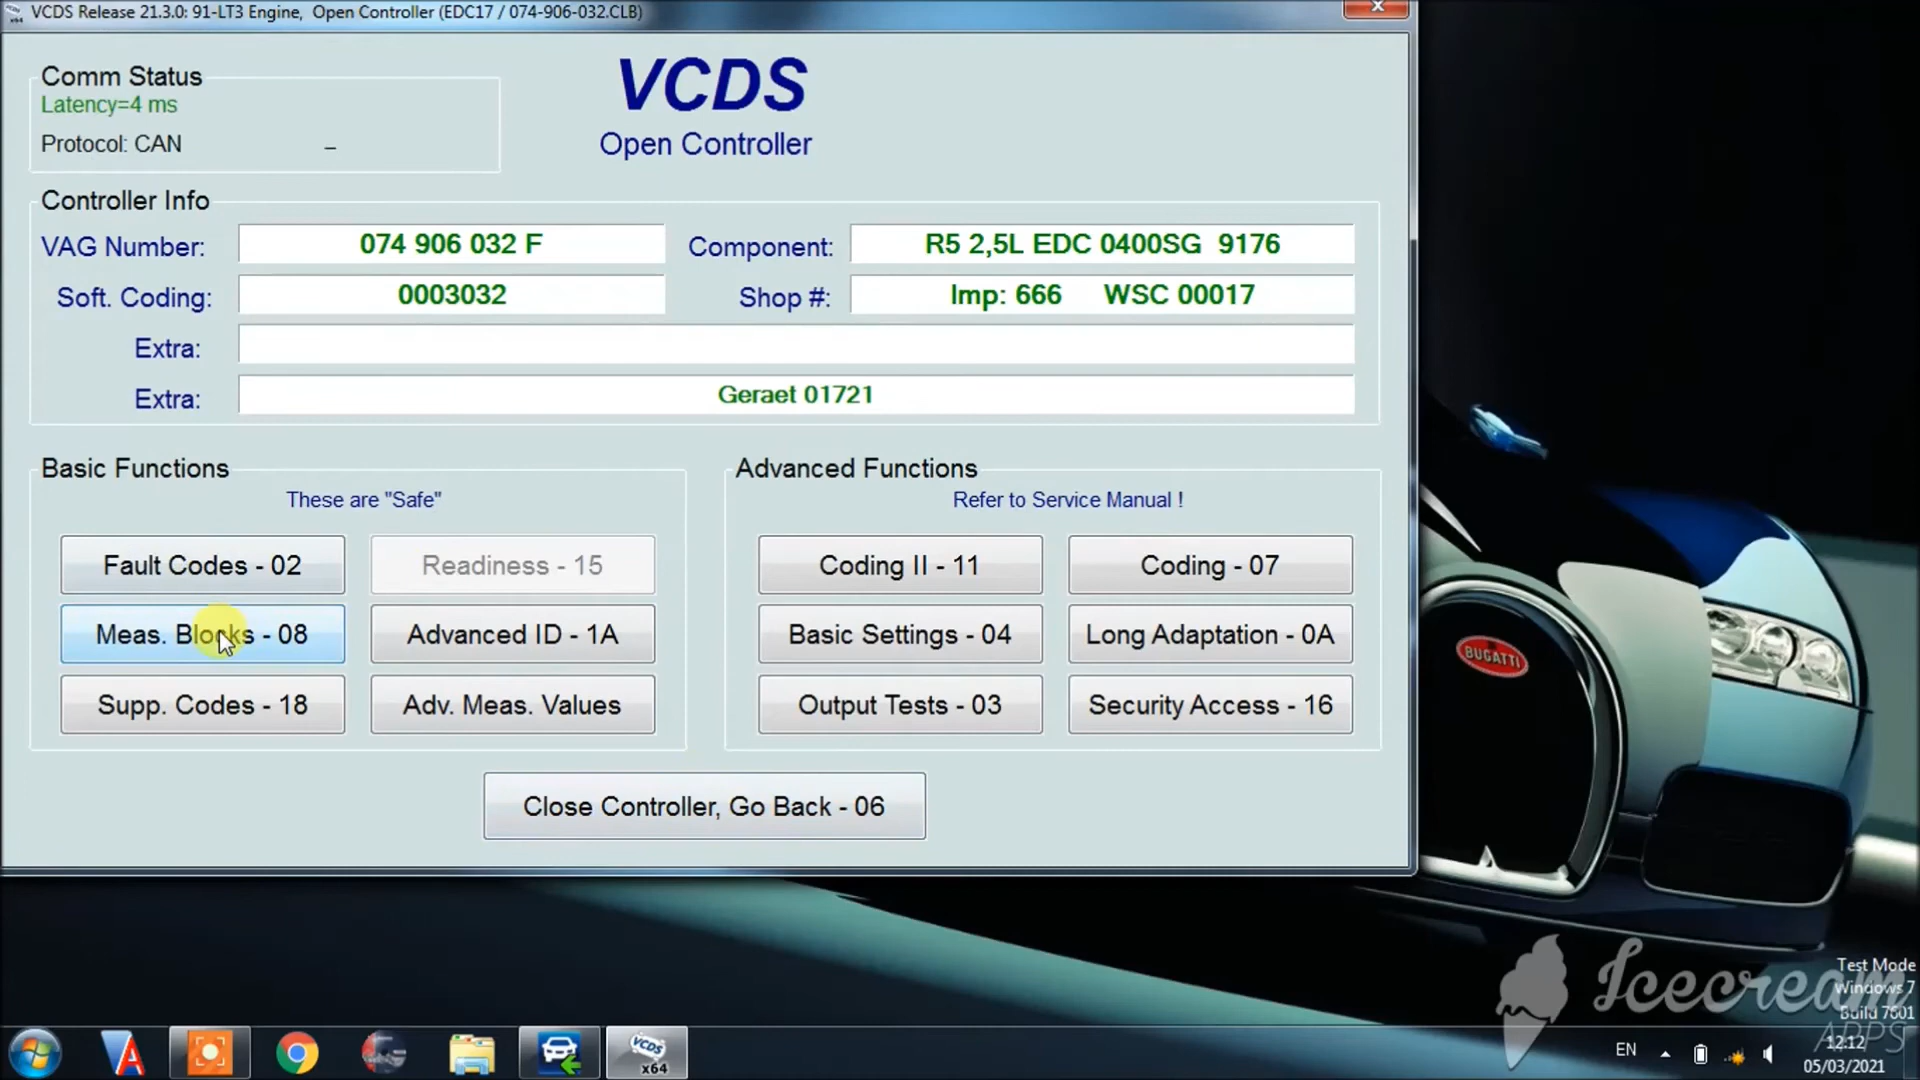 VCDS Release 21.3.0: 91-LT3 Engine, Open Controller (EDC17 / 074-906-032.CLB)
Comm Status
Latency=4 ms
Protocol: CAN –
VCDS
Open Controller
Controller Info
VAG Number: 074 906 032 F Component: R5 2,5L EDC 0400SG 9176
Soft. Coding: 0003032 Shop #: Imp: 666 WSC 00017
Extra:
Extra: Geraet 01721
Basic Functions
These are "Safe"
Fault Codes - 02 Readiness - 15
Meas. Blocks - 08 Advanced ID - 1A
Supp. Codes - 18 Adv. Meas. Values
Advanced Functions
Refer to Service Manual !
Coding II - 11 Coding - 07
Basic Settings - 04 Long Adaptation - 0A
Output Tests - 03 Security Access - 16
Close Controller, Go Back - 06
BUGATTI
Test Mode
Windows 7
Build 7601
Icecream
APPS
VCDS
x64
EN
12:12
05/03/2021